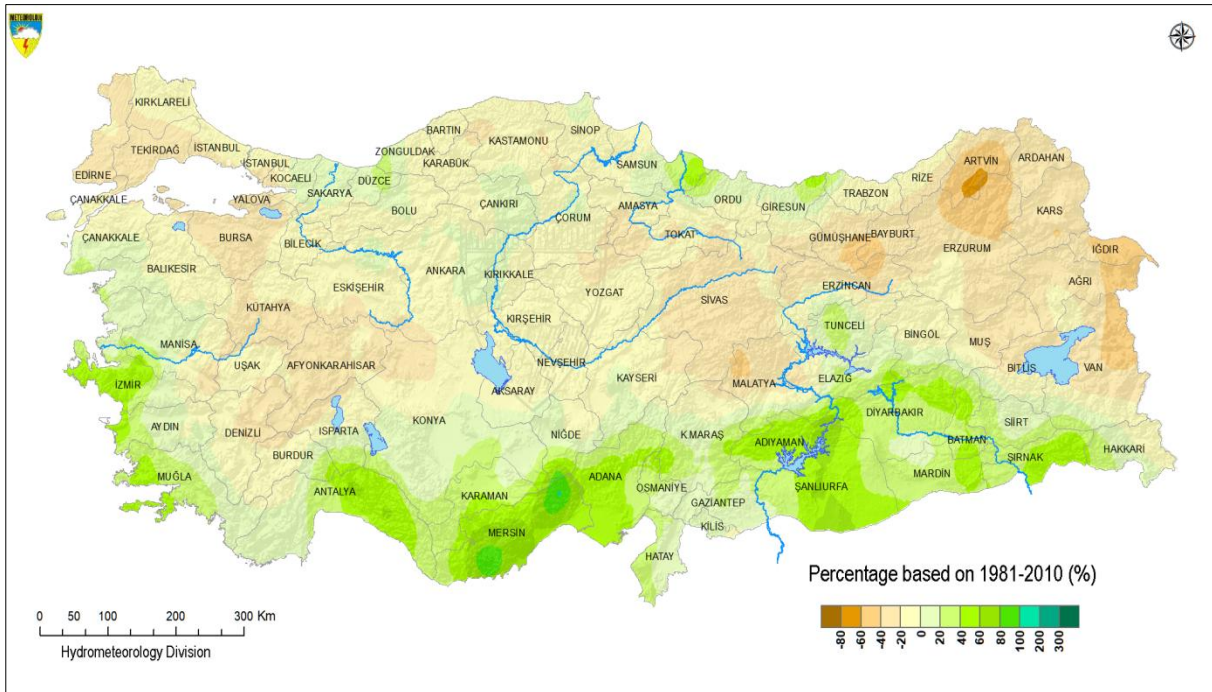 METEOROLOJİ
KIRKLARELİ
TEKİRDAĞ
İSTANBUL
EDİRNE
İSTANBUL
KOCAELİ
ÇANAKKALE
YALOVA
SAKARYA
DÜZCE
ZONGULDAK
BARTIN
KARABÜK
KASTAMONU
SİNOP
SAMSUN
ÇANAKKALE
BURSA
BİLECİK
BOLU
ÇANKIRI
ÇORUM
AMASYA
TOKAT
ORDU
GİRESUN
TRABZON
RİZE
ARTVİN
ARDAHAN
KARS
BALIKESİR
KÜTAHYA
ESKİŞEHİR
ANKARA
KIRIKKALE
YOZGAT
SİVAS
GÜMÜŞHANE
BAYBURT
ERZURUM
IĞDIR
AĞRI
ERZİNCAN
MANİSA
UŞAK
AFYONKARAHİSAR
KIRŞEHİR
NEVŞEHİR
AKSARAY
KAYSERİ
MALATYA
ELAZIĞ
TUNCELİ
BİNGÖL
MUŞ
BİTLİS
VAN
İZMİR
AYDIN
DENİZLİ
BURDUR
ISPARTA
KONYA
NİĞDE
K.MARAŞ
ADIYAMAN
DİYARBAKIR
BATMAN
SİİRT
ŞIRNAK
HAKKARİ
MUĞLA
ANTALYA
KARAMAN
MERSİN
ADANA
OSMANİYE
GAZİANTEP
KİLİS
HATAY
ŞANLIURFA
MARDİN
Percentage based on 1981-2010 (%)
-80 -60 -40 -20 0 20 40 60 80 100 200 300
0 50 100 200 300 Km
Hydrometeorology Division